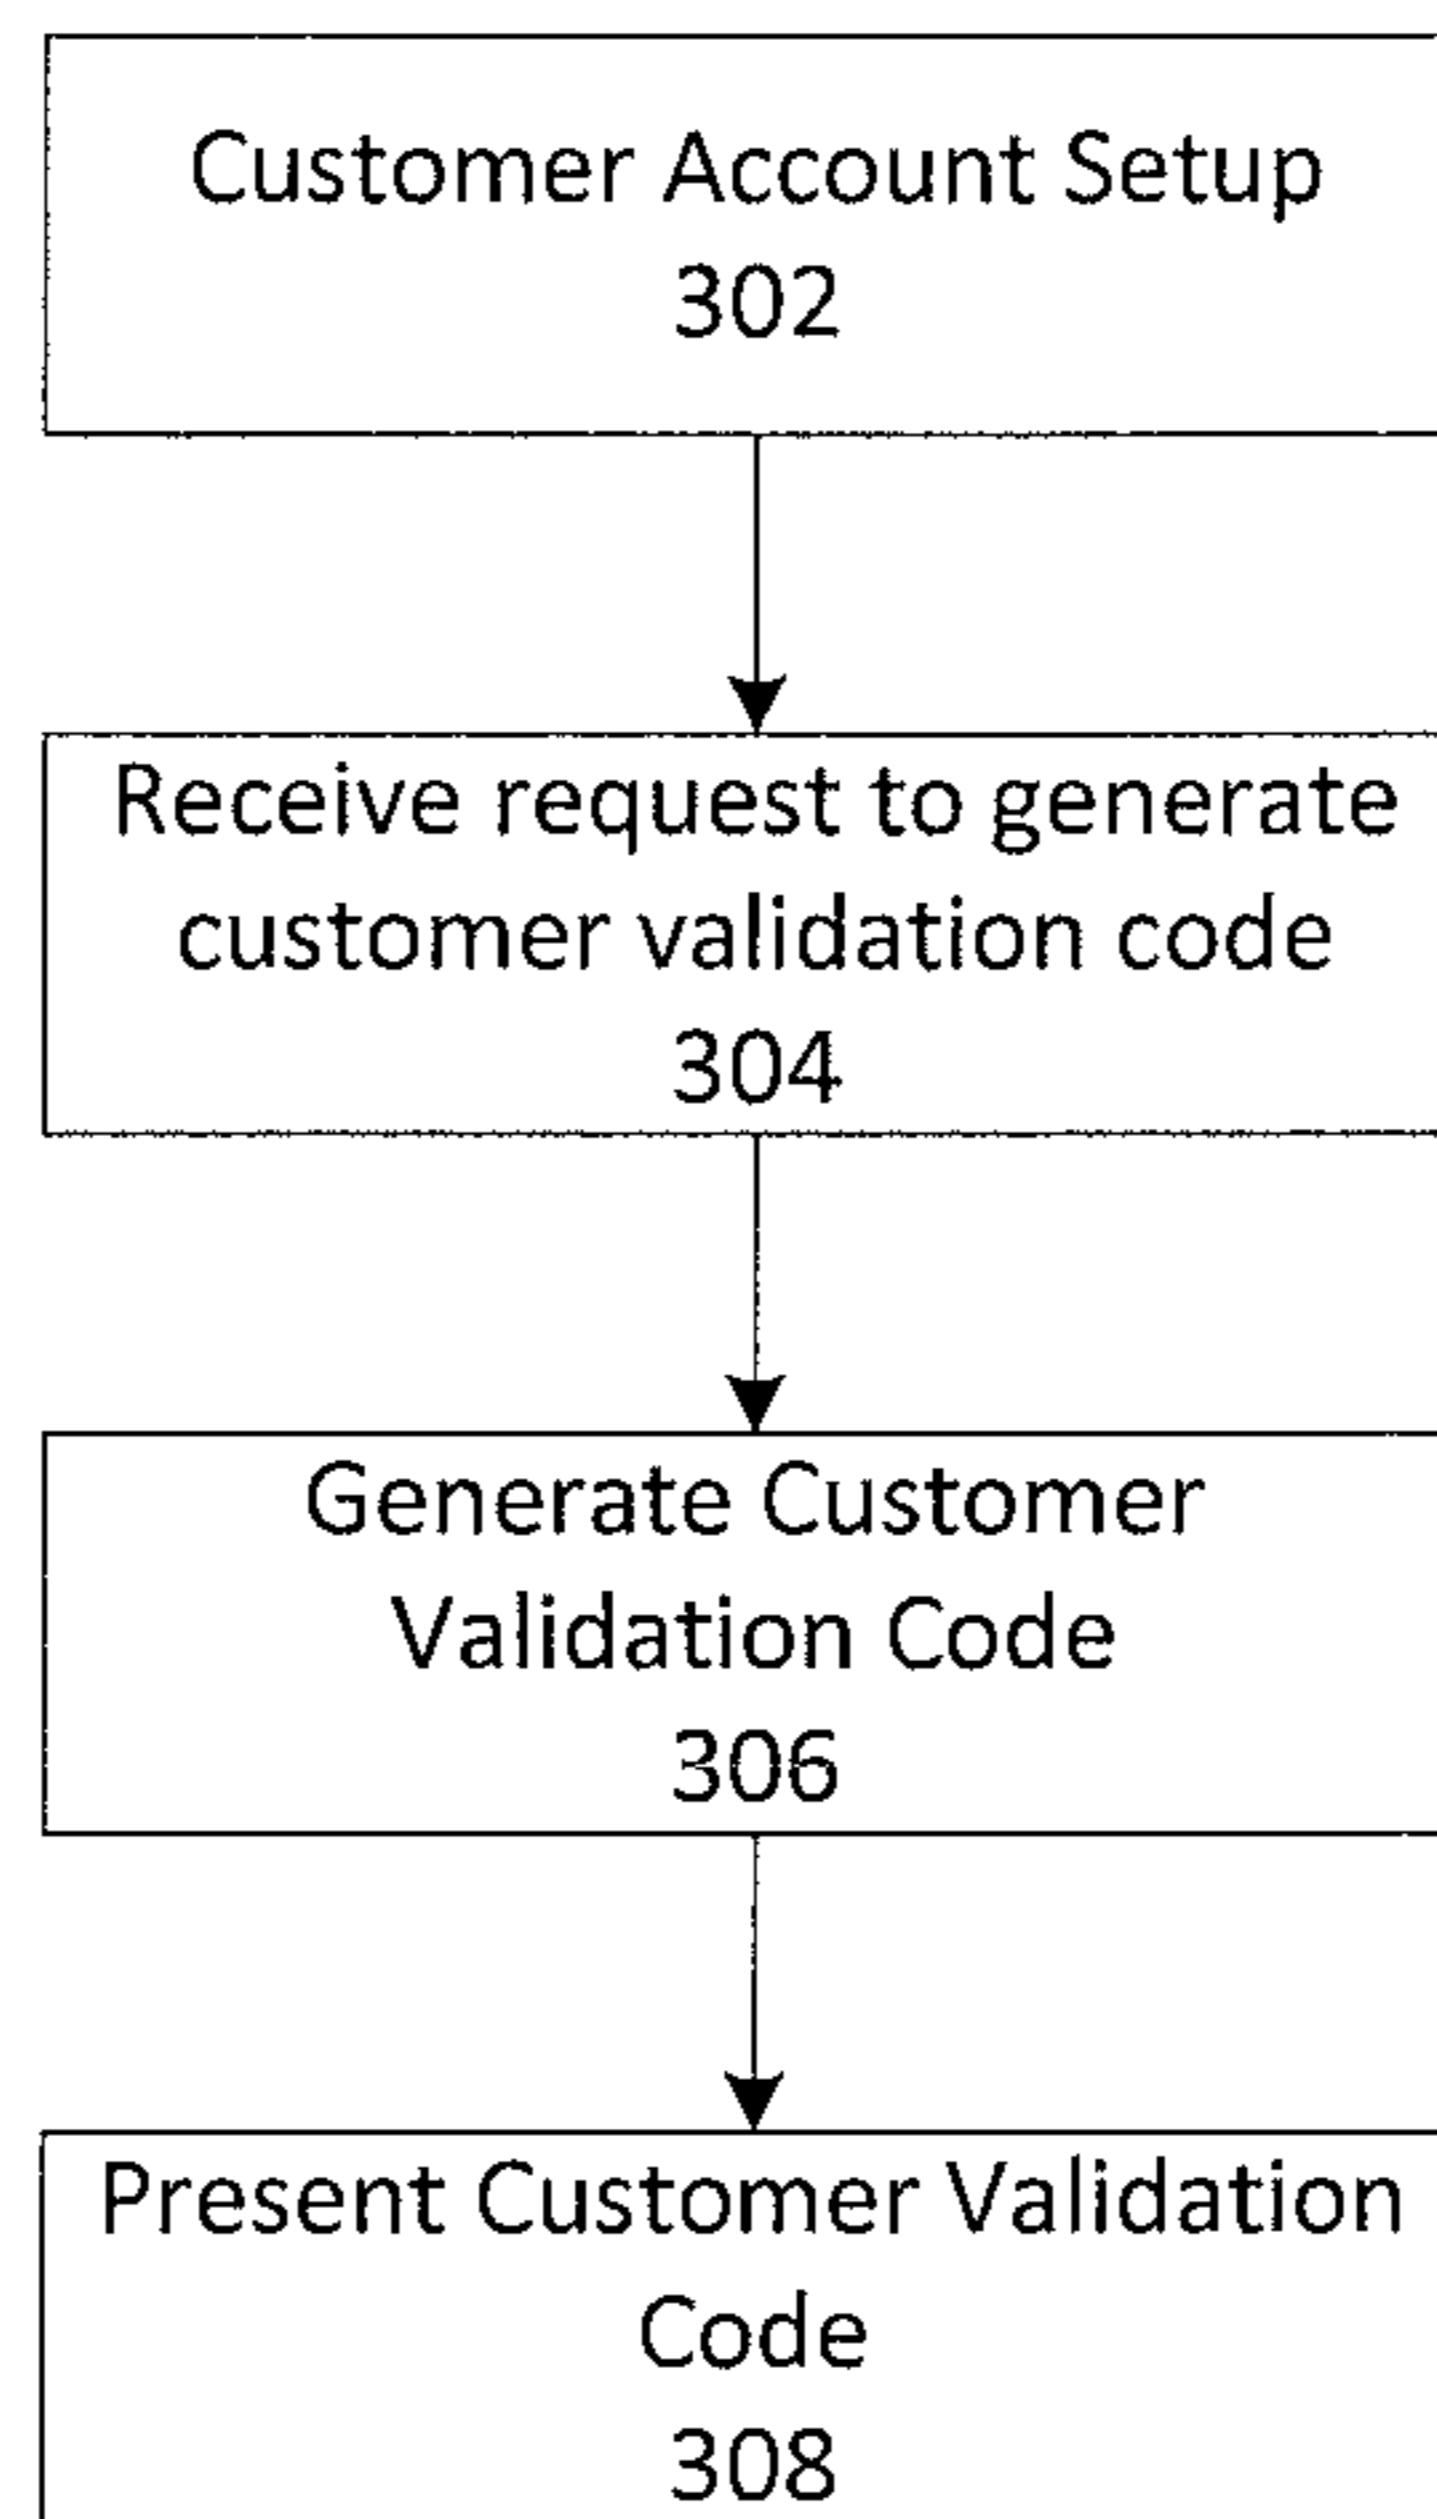 Customer Account Setup
302
Receive request to generate
customer validation code
304
Generate Customer
Validation Code
306
Present Customer Validation
Code
308